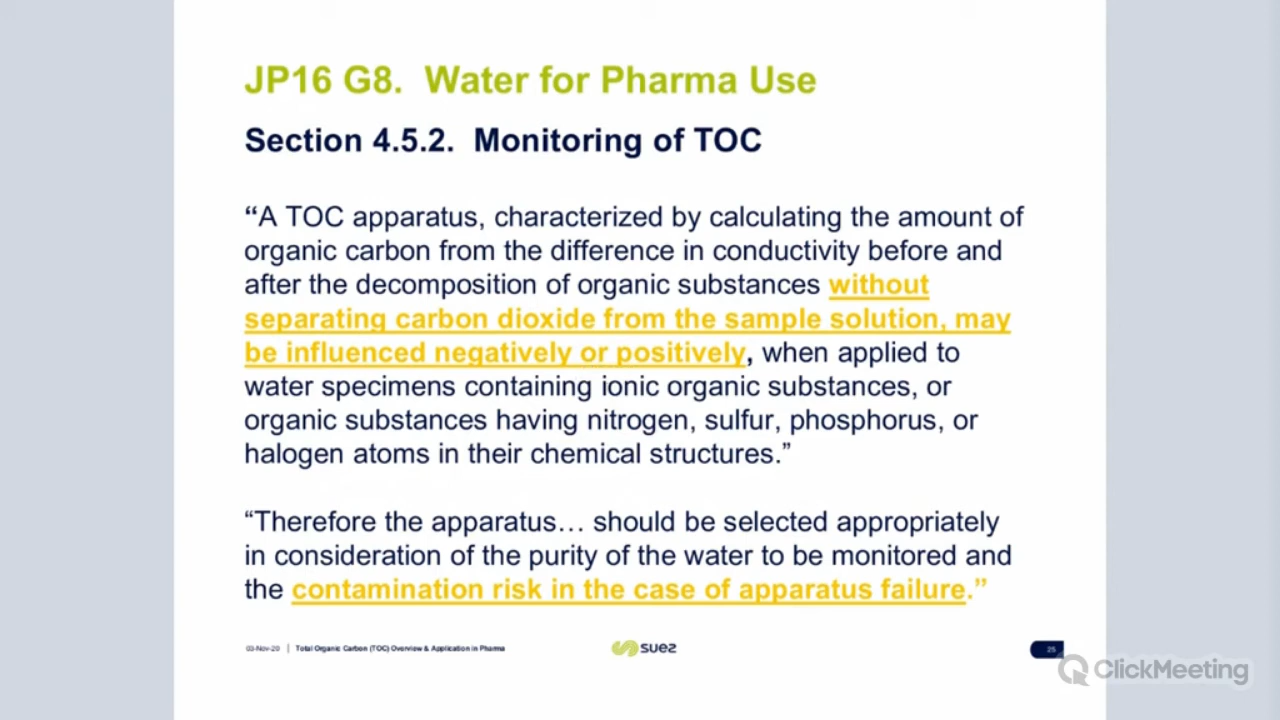 JP16 G8. Water for Pharma Use
Section 4.5.2. Monitoring of TOC
“A TOC apparatus, characterized by calculating the amount of
organic carbon from the difference in conductivity before and
after the decomposition of organic substances without
separating carbon dioxide from the sample solution, may
be influenced negatively or positively, when applied to
water specimens containing ionic organic substances, or
organic substances having nitrogen, sulfur, phosphorus, or
halogen atoms in their chemical structures.”
“Therefore the apparatus… should be selected appropriately
in consideration of the purity of the water to be monitored and
the contamination risk in the case of apparatus failure.”
03-Nov-20 | Total Organic Carbon (TOC) Overview & Application in Pharma
suez
25
ClickMeeting